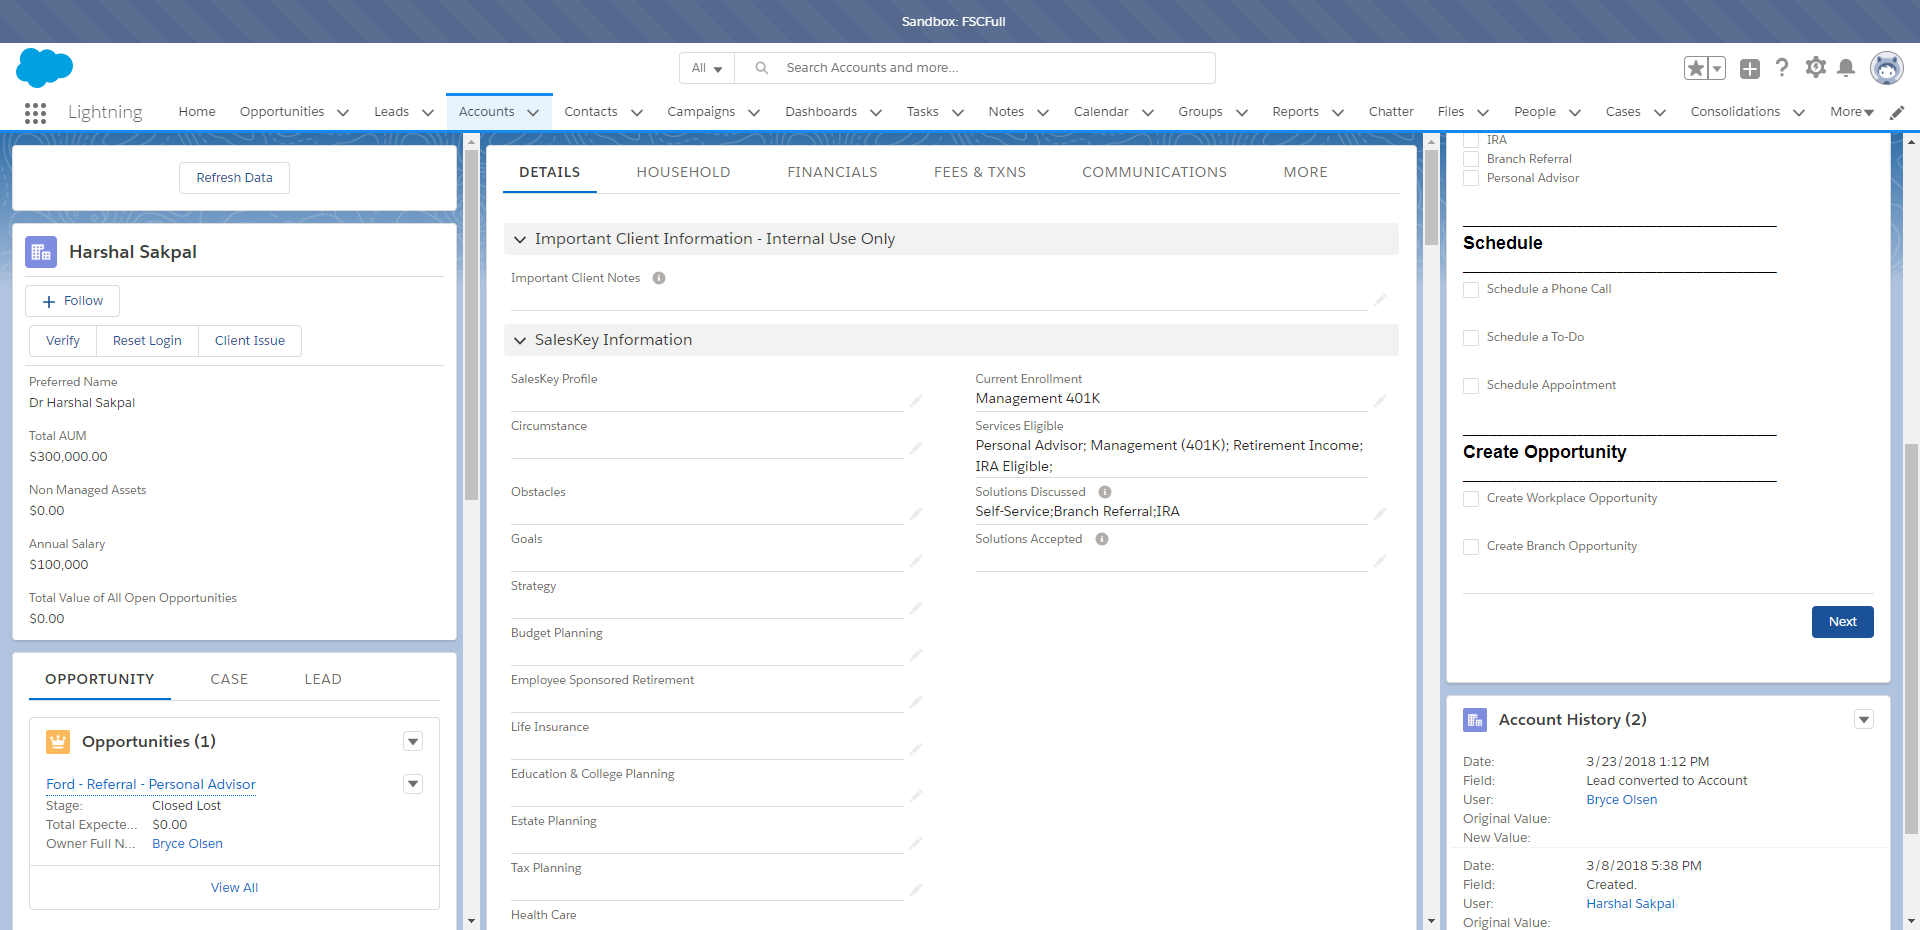 Sandbox: FSCFull
All
Search Accounts and more...
Lightning
Home
Opportunities
Leads
Accounts
Contacts
Campaigns
Dashboards
Tasks
Notes
Calendar
Groups
Reports
Chatter
Files
People
Cases
Consolidations
More
Refresh Data
Harshal Sakpal
Follow
Verify
Reset Login
Client Issue
Preferred Name
Dr Harshal Sakpal
Total AUM
$300,000.00
Non Managed Assets
$0.00
Annual Salary
$100,000
Total Value of All Open Opportunities
$0.00
OPPORTUNITY
CASE
LEAD
Opportunities (1)
Ford - Referral - Personal Advisor
Stage: Closed Lost
Total Expecte... $0.00
Owner Full N... Bryce Olsen
View All
DETAILS
HOUSEHOLD
FINANCIALS
FEES & TXNS
COMMUNICATIONS
MORE
Important Client Information - Internal Use Only
Important Client Notes
SalesKey Information
SalesKey Profile
Circumstance
Obstacles
Goals
Strategy
Budget Planning
Employee Sponsored Retirement
Life Insurance
Education & College Planning
Estate Planning
Tax Planning
Health Care
Current Enrollment
Management 401K
Services Eligible
Personal Advisor; Management (401K); Retirement Income;
IRA Eligible;
Solutions Discussed
Self-Service;Branch Referral;IRA
Solutions Accepted
IRA
Branch Referral
Personal Advisor
Schedule
Schedule a Phone Call
Schedule a To-Do
Schedule Appointment
Create Opportunity
Create Workplace Opportunity
Create Branch Opportunity
Next
Account History (2)
Date: 3/23/2018 1:12 PM
Field: Lead converted to Account
User: Bryce Olsen
Original Value:
New Value:
Date: 3/8/2018 5:38 PM
Field: Created.
User: Harshal Sakpal
Original Value: